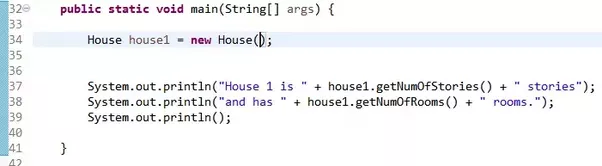 32 public static void main(String[] args) {
33
34 House house1 = new House();
35
36
37 System.out.println("House 1 is " + house1.getNumOfStories() + " stories");
38 System.out.println("and has " + house1.getNumOfRooms() + " rooms.");
39 System.out.println();
40
41 }
42